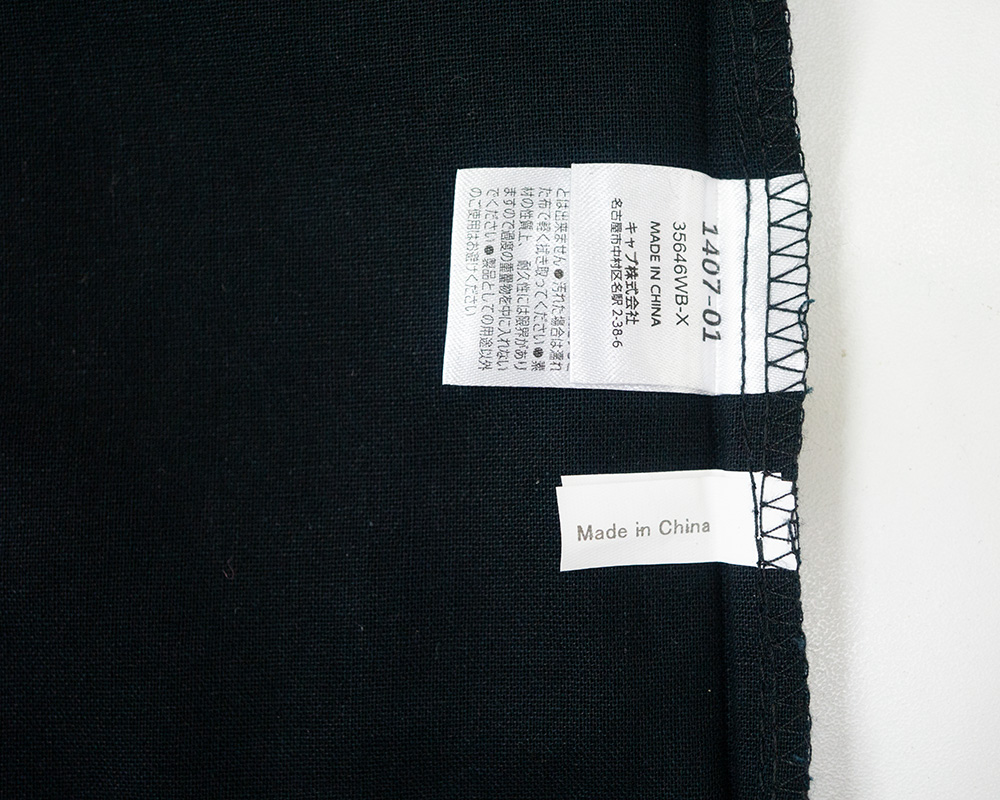 1407-01
35646WB-X
MADE IN CHINA
キャブ株式会社
名古屋市中村区名駅 2-38-6
とは出来ません●汚れた場合は濡れ
た布で軽く拭き取ってください●素
材の性質上、耐久性には限界があり
ますので過度の重量物を中に入れない
でください●製品としての用途以外
のご使用はお避けください
Made in China